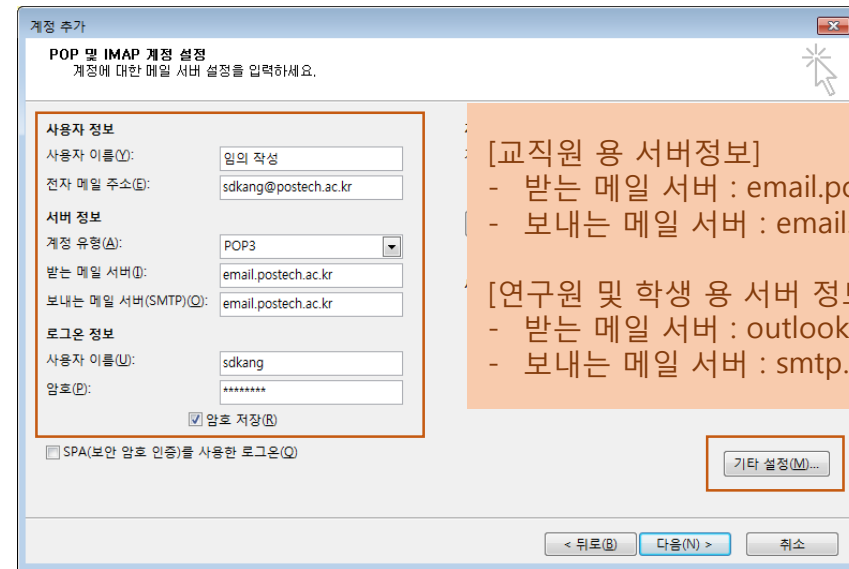 계정 추가
POP 및 IMAP 계정 설정
계정에 대한 메일 서버 설정을 입력하세요.
사용자 정보
사용자 이름(Y): 임의 작성
전자 메일 주소(E): sdkang@postech.ac.kr
서버 정보
계정 유형(A): POP3
받는 메일 서버(I): email.postech.ac.kr
보내는 메일 서버(SMTP)(O): email.postech.ac.kr
로그온 정보
사용자 이름(U): sdkang
암호(P): ********
암호 저장(R)
SPA(보안 암호 인증)를 사용한 로그온(Q)
[교직원 용 서버정보]
- 받는 메일 서버 : email.po
- 보내는 메일 서버 : email.
[연구원 및 학생 용 서버 정보
- 받는 메일 서버 : outlook
- 보내는 메일 서버 : smtp.
기타 설정(M)...
< 뒤로(B) 다음(N) > 취소